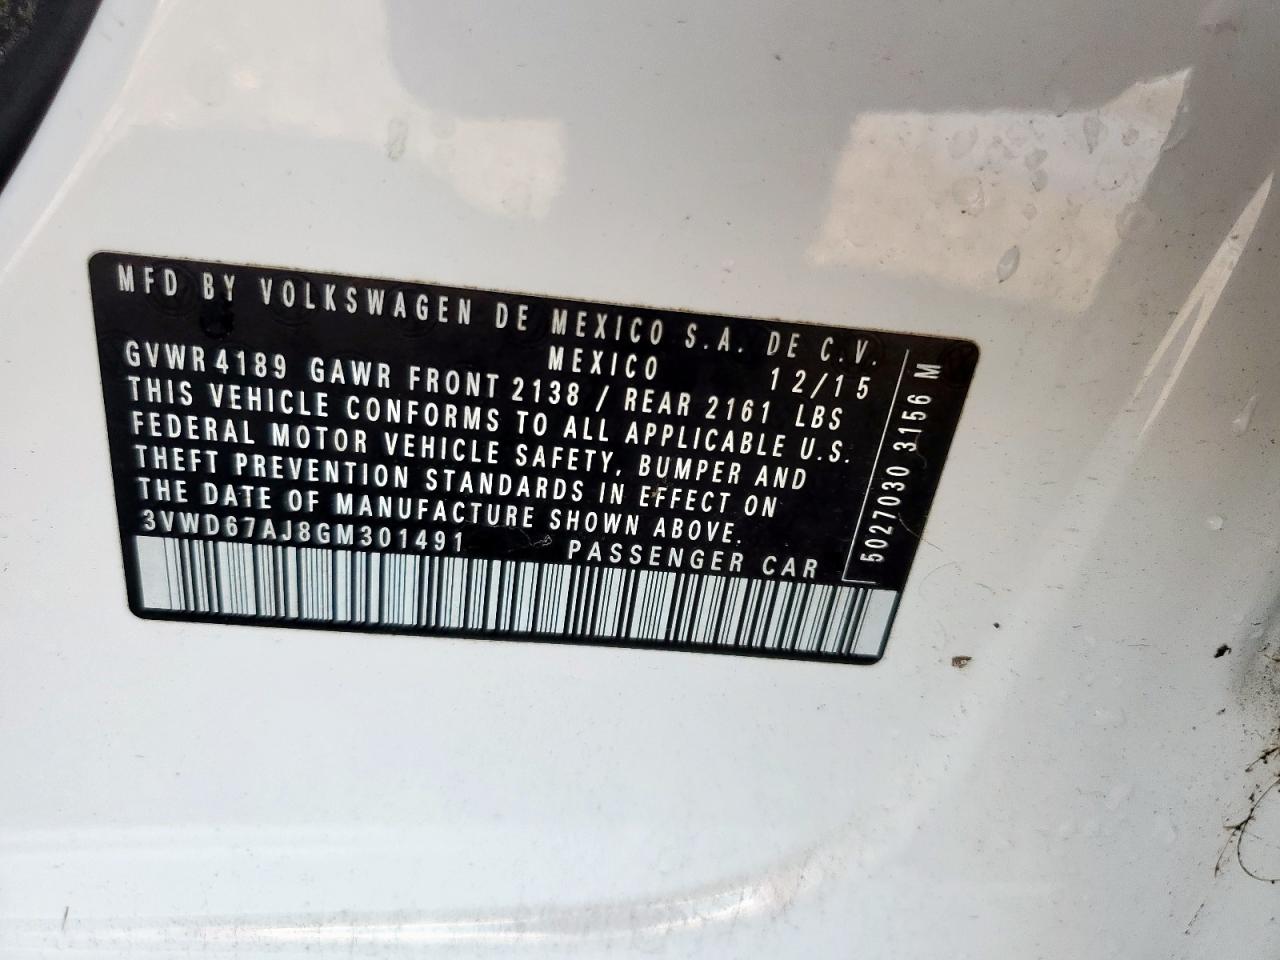 MFD BY VOLKSWAGEN DE MEXICO S.A. DE C.V.
MEXICO 12/15
GVWR 4189 GAWR FRONT 2138 / REAR 2161 LBS
THIS VEHICLE CONFORMS TO ALL APPLICABLE U.S.
FEDERAL MOTOR VEHICLE SAFETY, BUMPER AND
THEFT PREVENTION STANDARDS IN EFFECT ON
THE DATE OF MANUFACTURE SHOWN ABOVE.
3VWD67AJ8GM301491 PASSENGER CAR
5027030 3156 M